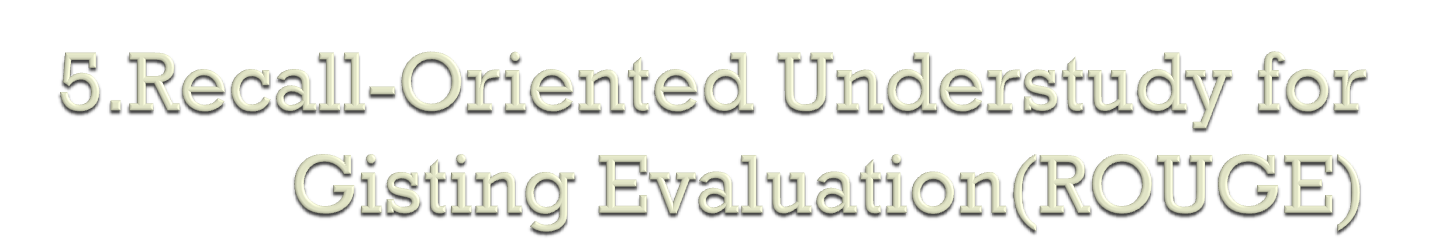 5.Recall-Oriented Understudy for
Gisting Evaluation(ROUGE)